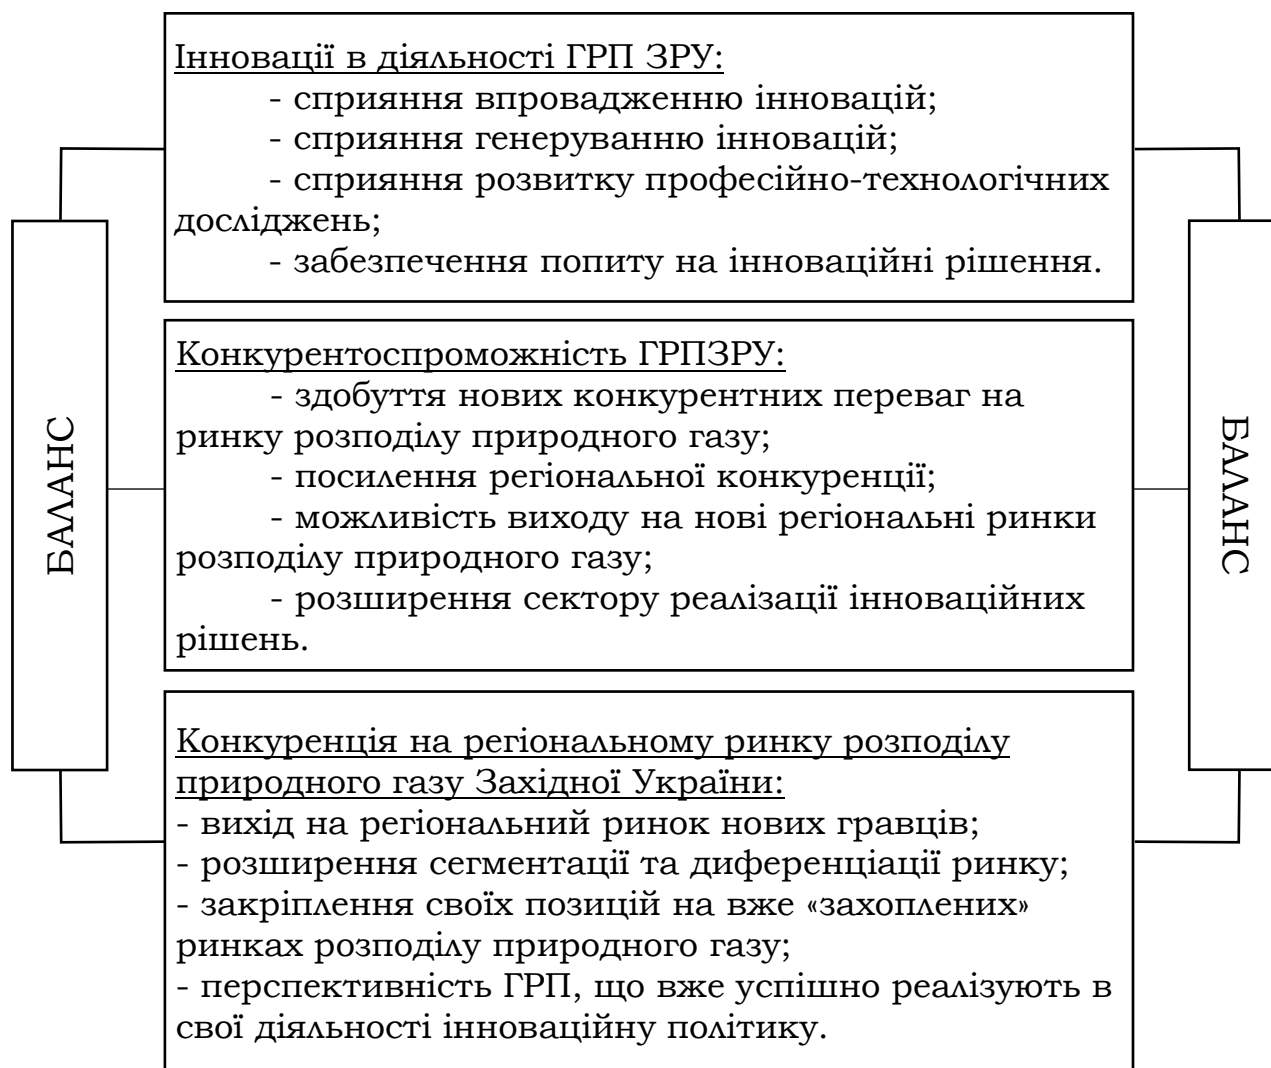 Інновації в діяльності ГРП ЗРУ:
- сприяння впровадженню інновацій;
- сприяння генеруванню інновацій;
- сприяння розвитку професійно-технологічних
досліджень;
- забезпечення попиту на інноваційні рішення.
БАЛАНС
Конкурентоспроможність ГРПЗРУ:
- здобуття нових конкурентних переваг на
ринку розподілу природного газу;
- посилення регіональної конкуренції;
- можливість виходу на нові регіональні ринки
розподілу природного газу;
- розширення сектору реалізації інноваційних
рішень.
БАЛАНС
Конкуренція на регіональному ринку розподілу
природного газу Західної України:
- вихід на регіональний ринок нових гравців;
- розширення сегментації та диференціації ринку;
- закріплення своїх позицій на вже «захоплених»
ринках розподілу природного газу;
- перспективність ГРП, що вже успішно реалізують в
свої діяльності інноваційну політику.